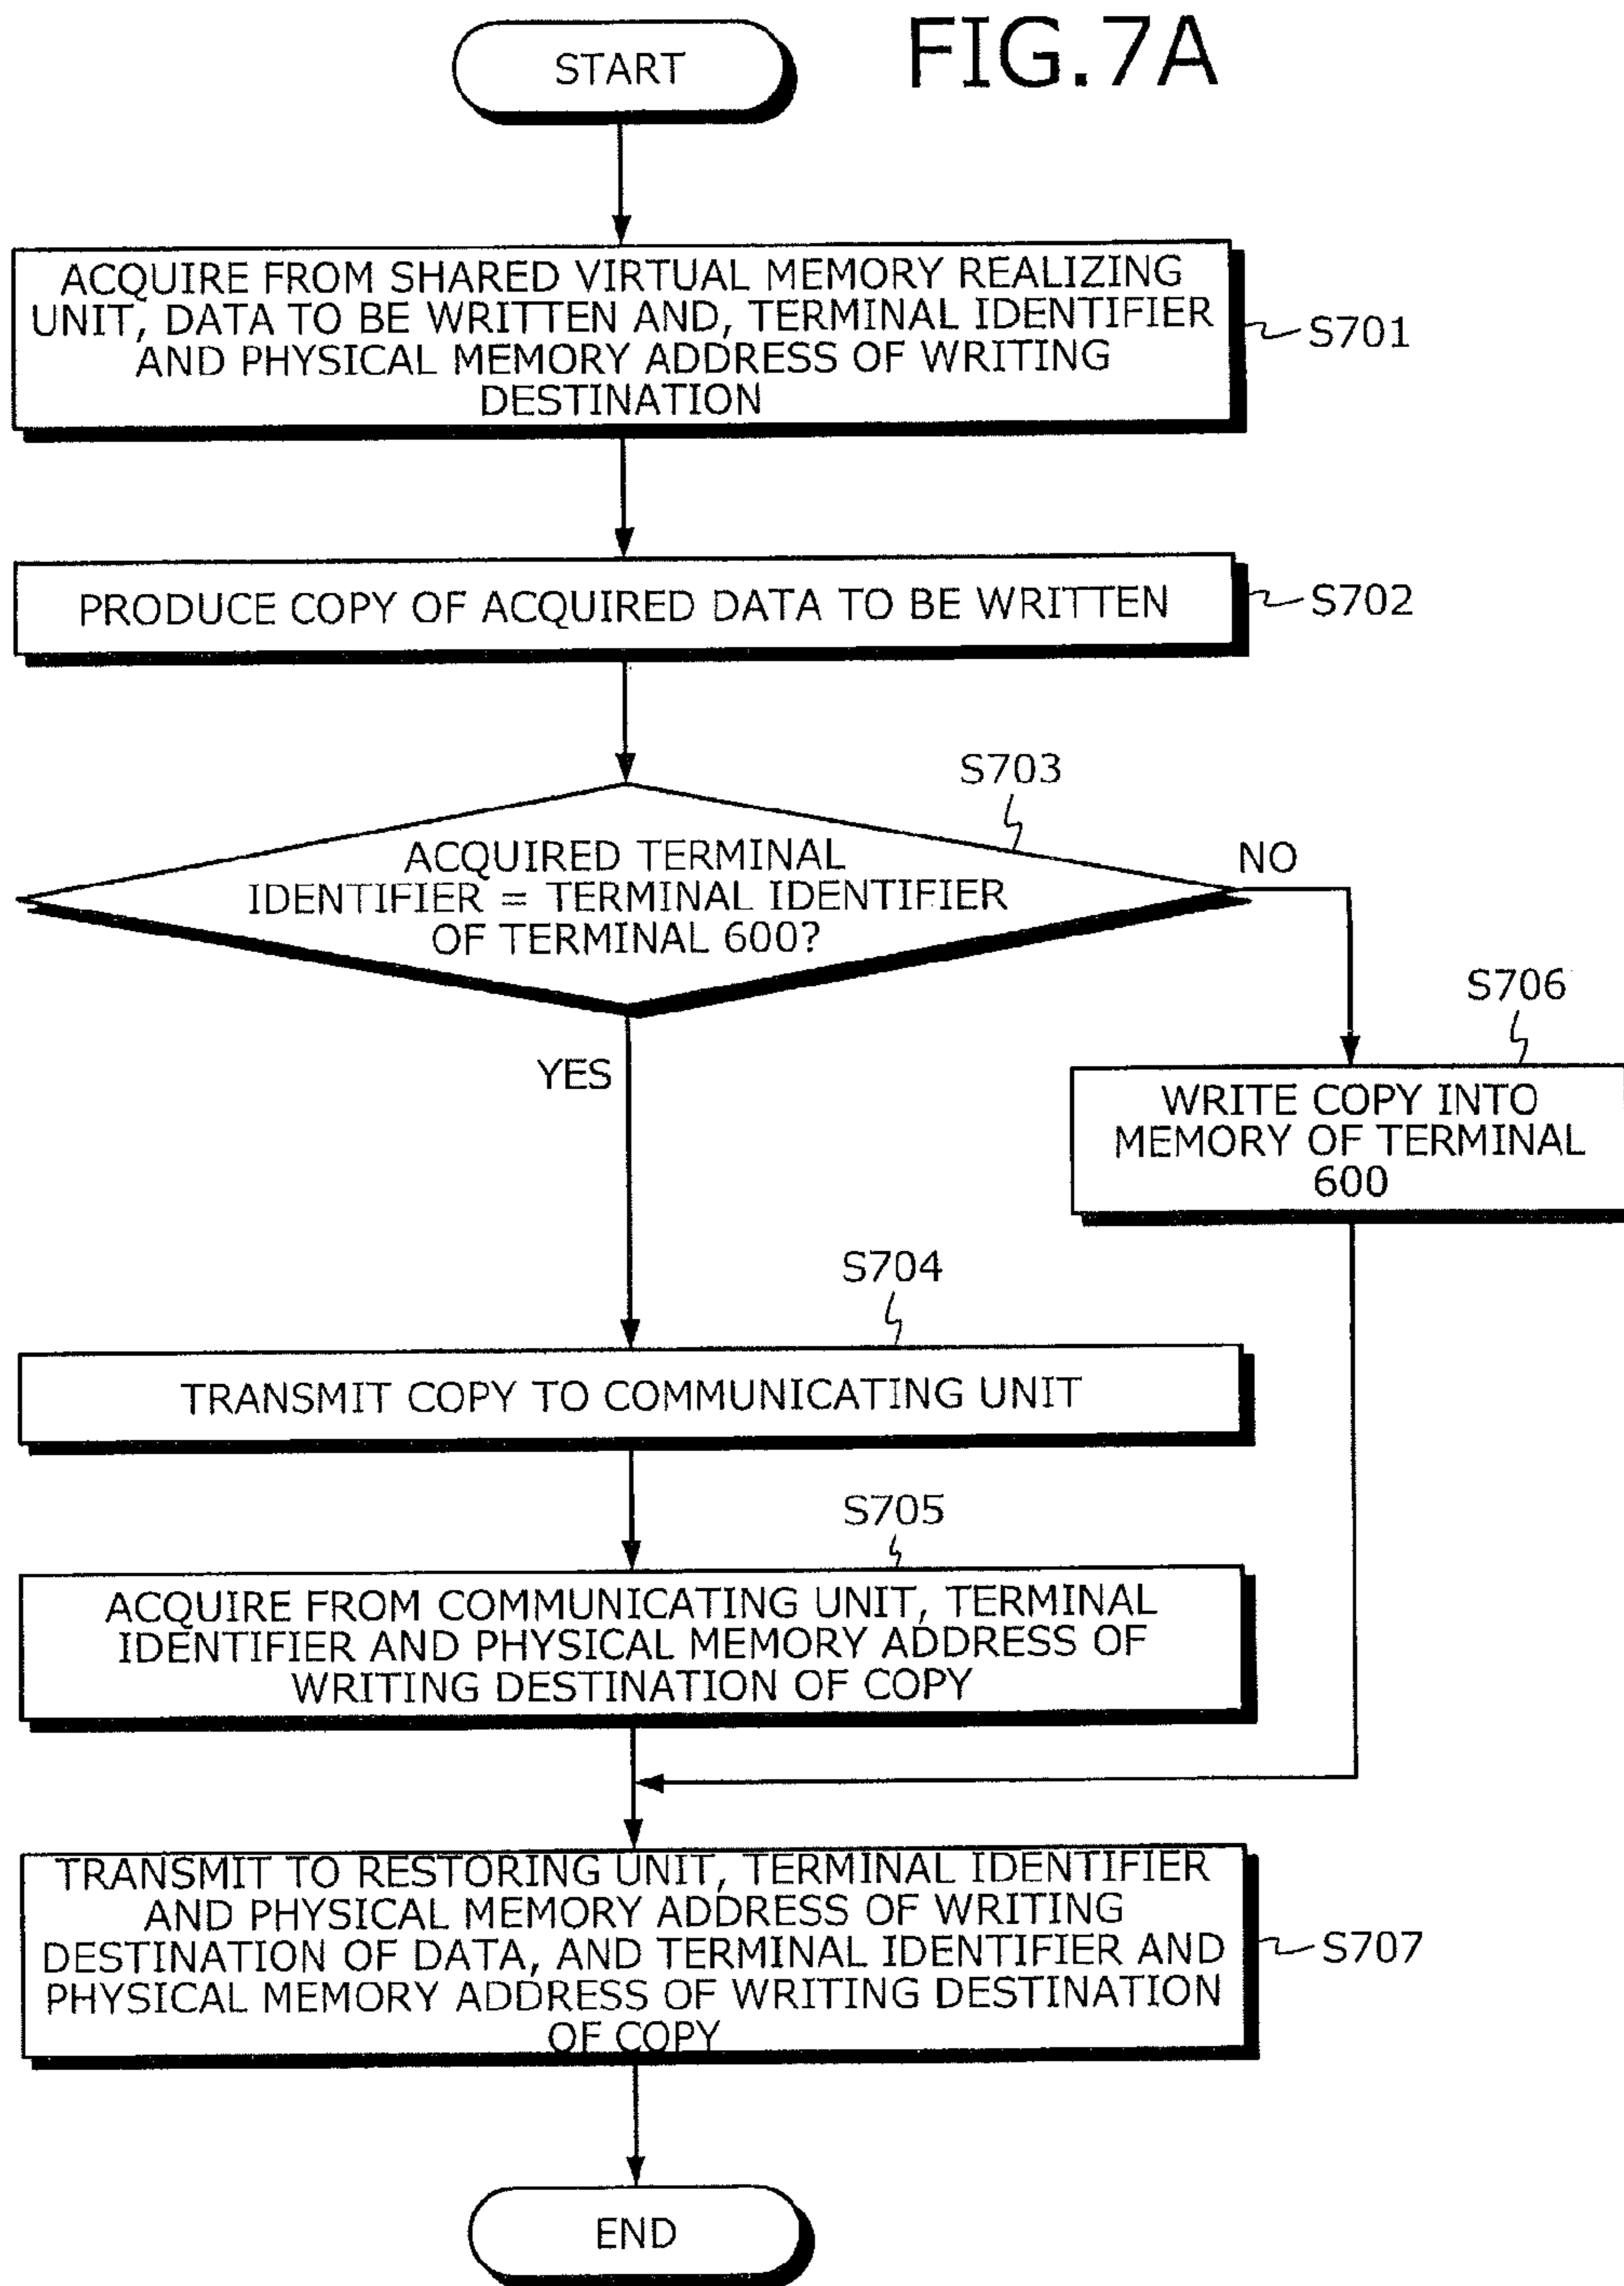 FIG.7A
START
ACQUIRE FROM SHARED VIRTUAL MEMORY REALIZING
UNIT, DATA TO BE WRITTEN AND, TERMINAL IDENTIFIER
AND PHYSICAL MEMORY ADDRESS OF WRITING
DESTINATION
S701
PRODUCE COPY OF ACQUIRED DATA TO BE WRITTEN
S702
S703
ACQUIRED TERMINAL
IDENTIFIER = TERMINAL IDENTIFIER
OF TERMINAL 600?
NO
YES
S706
WRITE COPY INTO
MEMORY OF TERMINAL
600
S704
TRANSMIT COPY TO COMMUNICATING UNIT
S705
ACQUIRE FROM COMMUNICATING UNIT, TERMINAL
IDENTIFIER AND PHYSICAL MEMORY ADDRESS OF
WRITING DESTINATION OF COPY
TRANSMIT TO RESTORING UNIT, TERMINAL IDENTIFIER
AND PHYSICAL MEMORY ADDRESS OF WRITING
DESTINATION OF DATA, AND TERMINAL IDENTIFIER AND
PHYSICAL MEMORY ADDRESS OF WRITING DESTINATION
OF COPY
S707
END